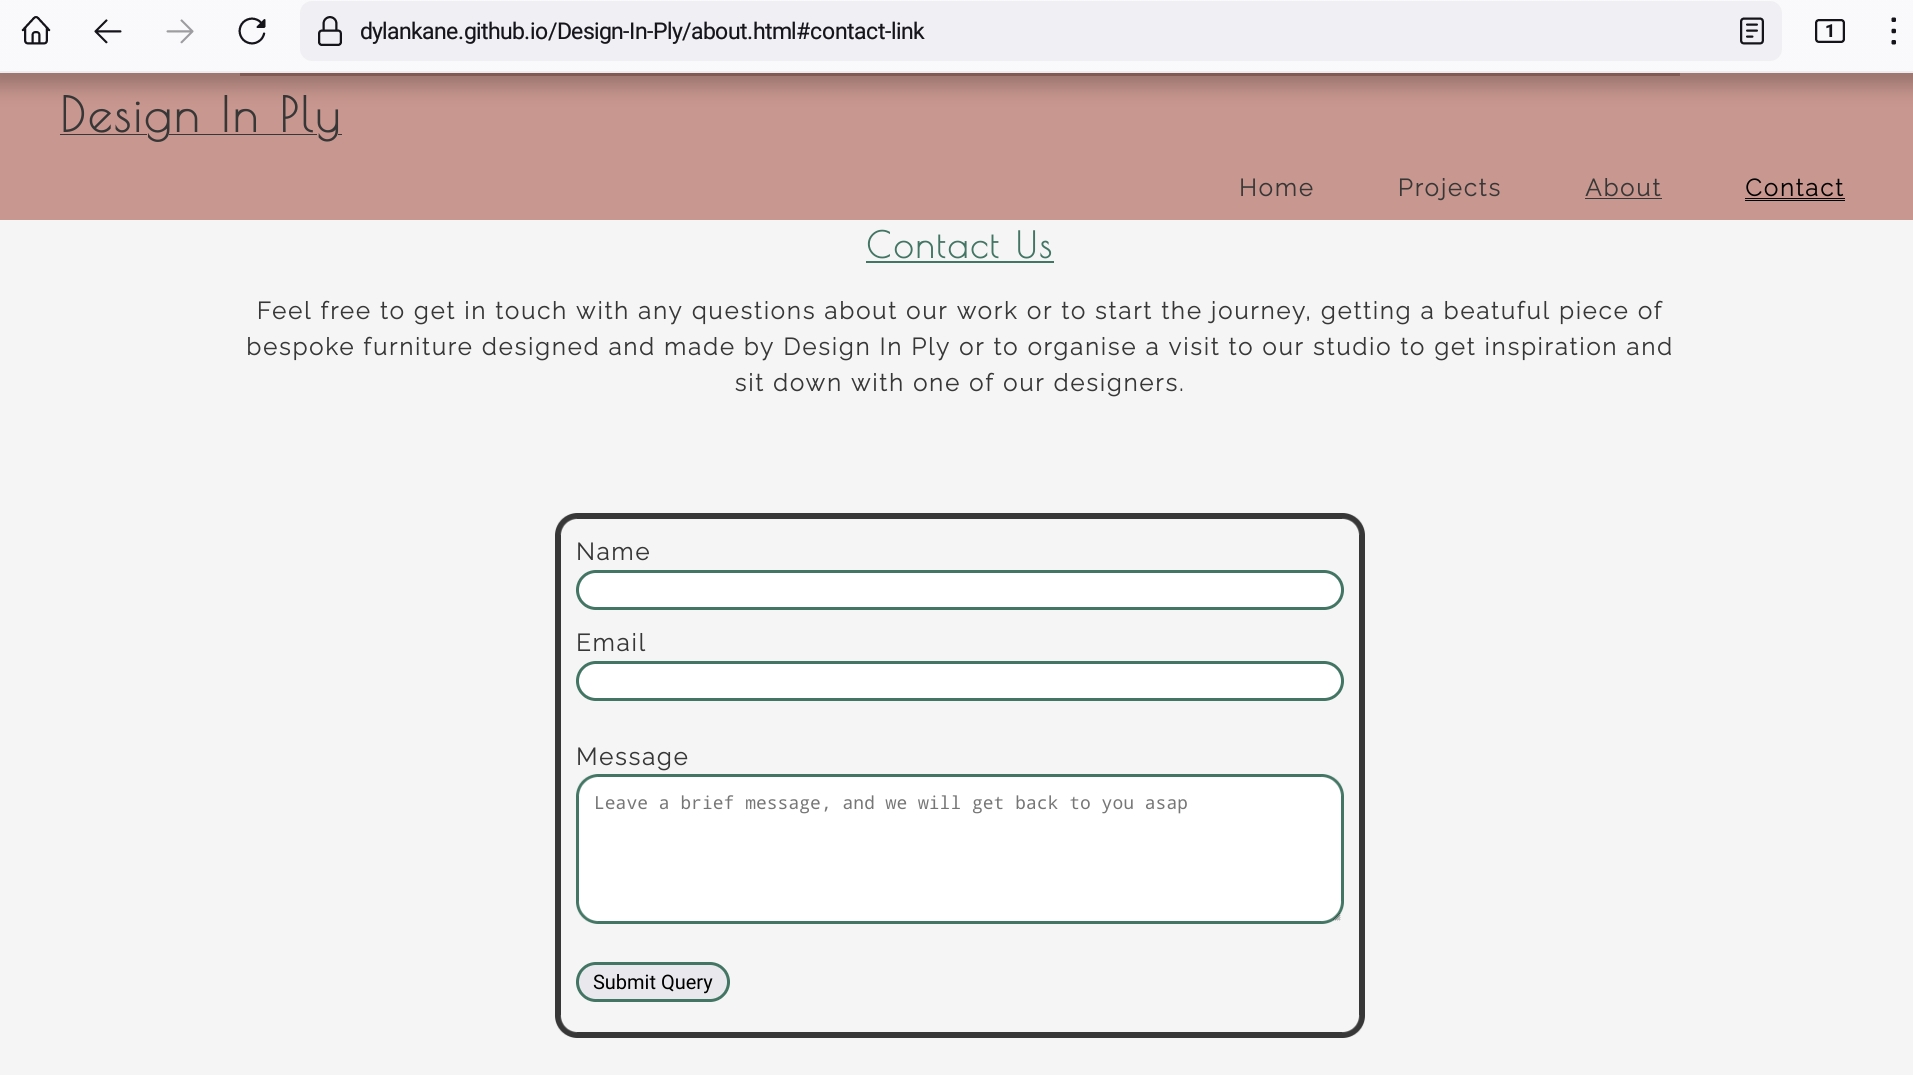 dylankane.github.io/Design-In-Ply/about.html#contact-link
1
Design In Ply
Home Projects About Contact
Contact Us
Feel free to get in touch with any questions about our work or to start the journey, getting a beatuful piece of
bespoke furniture designed and made by Design In Ply or to organise a visit to our studio to get inspiration and
sit down with one of our designers.
Name
Email
Message
Leave a brief message, and we will get back to you asap
Submit Query